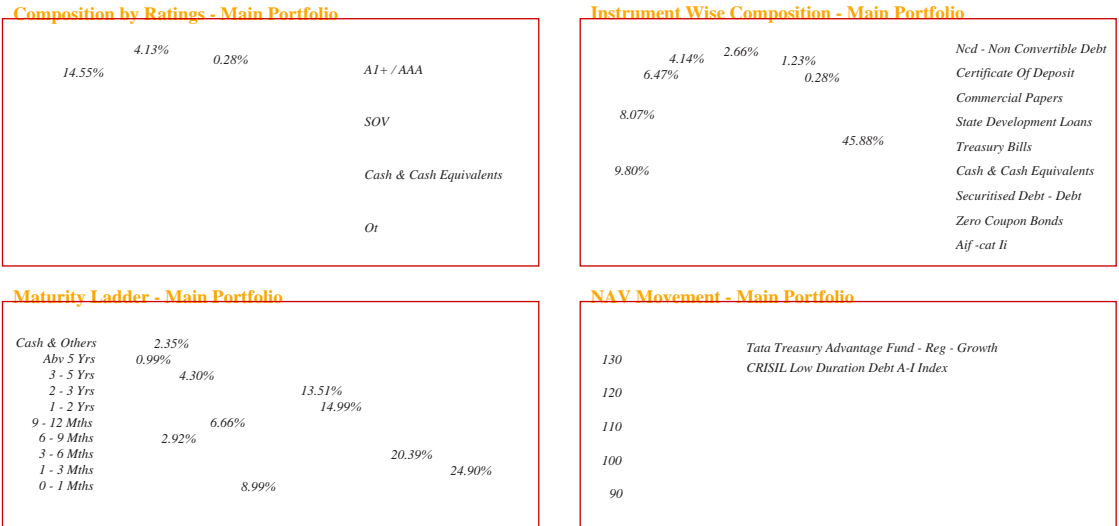 Composition by Ratings - Main Portfolio
4.13%
0.28%
14.55%
A1+ / AAA
SOV
Cash & Cash Equivalents
Ot
Instrument Wise Composition - Main Portfolio
2.66%
4.14%
1.23%
6.47%
0.28%
8.07%
45.88%
9.80%
Ncd - Non Convertible Debt
Certificate Of Deposit
Commercial Papers
State Development Loans
Treasury Bills
Cash & Cash Equivalents
Securitised Debt - Debt
Zero Coupon Bonds
Aif -cat Ii
Maturity Ladder - Main Portfolio
Cash & Others 2.35%
Abv 5 Yrs 0.99%
3 - 5 Yrs 4.30%
2 - 3 Yrs 13.51%
1 - 2 Yrs 14.99%
9 - 12 Mths 6.66%
6 - 9 Mths 2.92%
3 - 6 Mths 20.39%
1 - 3 Mths 24.90%
0 - 1 Mths 8.99%
NAV Movement - Main Portfolio
Tata Treasury Advantage Fund - Reg - Growth
CRISIL Low Duration Debt A-I Index
130
120
110
100
90